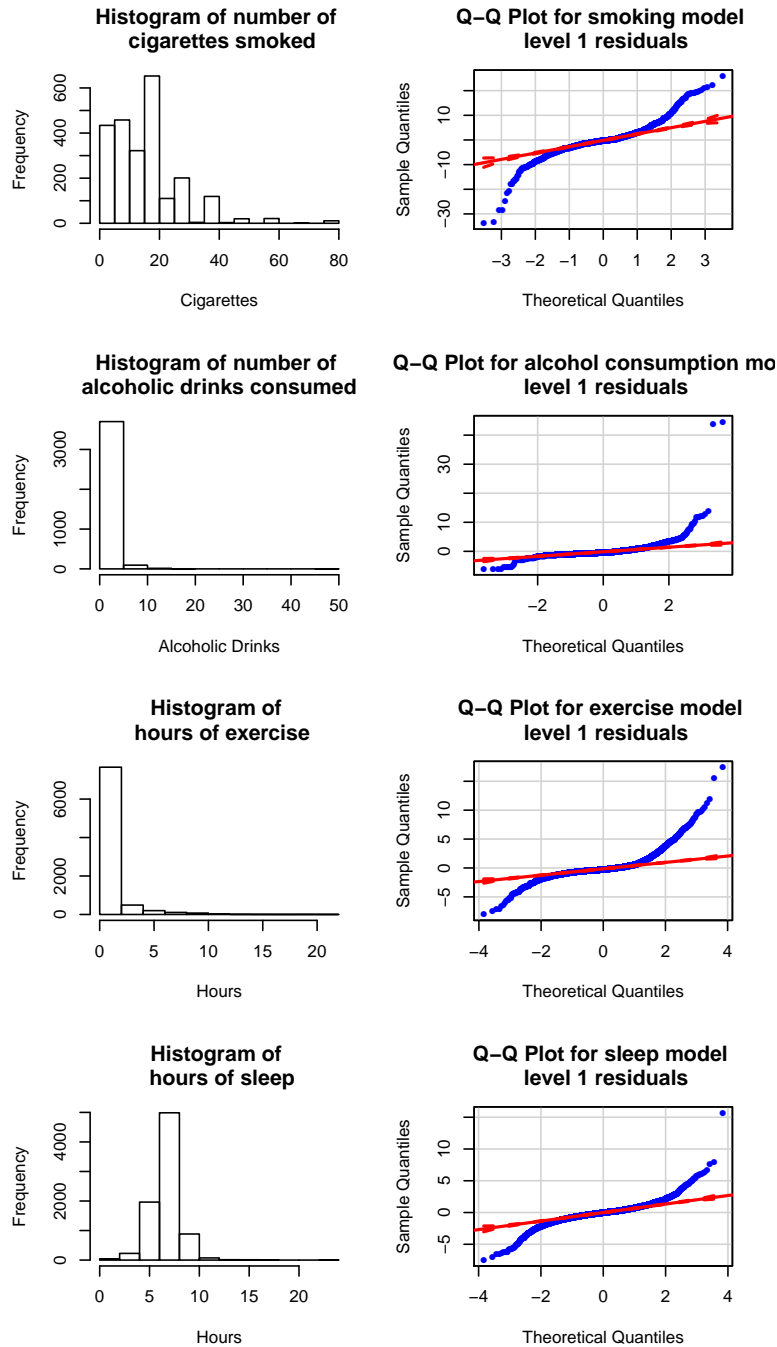 Histogram of number of
cigarettes smoked
Frequency
0 200 400 600
0 20 40 60 80
Cigarettes
Q−Q Plot for smoking model
level 1 residuals
Sample Quantiles
−30 −10 10
−3 −2 −1 0 1 2 3
Theoretical Quantiles
Histogram of number of
alcoholic drinks consumed
Frequency
0 1000 3000
0 10 20 30 40 50
Alcoholic Drinks
Q−Q Plot for alcohol consumption mo
level 1 residuals
Sample Quantiles
0 10 30
−2 0 2
Theoretical Quantiles
Histogram of
hours of exercise
Frequency
0 2000 6000
0 5 10 15 20
Hours
Q−Q Plot for exercise model
level 1 residuals
Sample Quantiles
−5 0 5 10
−4 −2 0 2 4
Theoretical Quantiles
Histogram of
hours of sleep
Frequency
0 2000 4000
0 5 10 15 20
Hours
Q−Q Plot for sleep model
level 1 residuals
Sample Quantiles
−5 0 5 10
−4 −2 0 2 4
Theoretical Quantiles